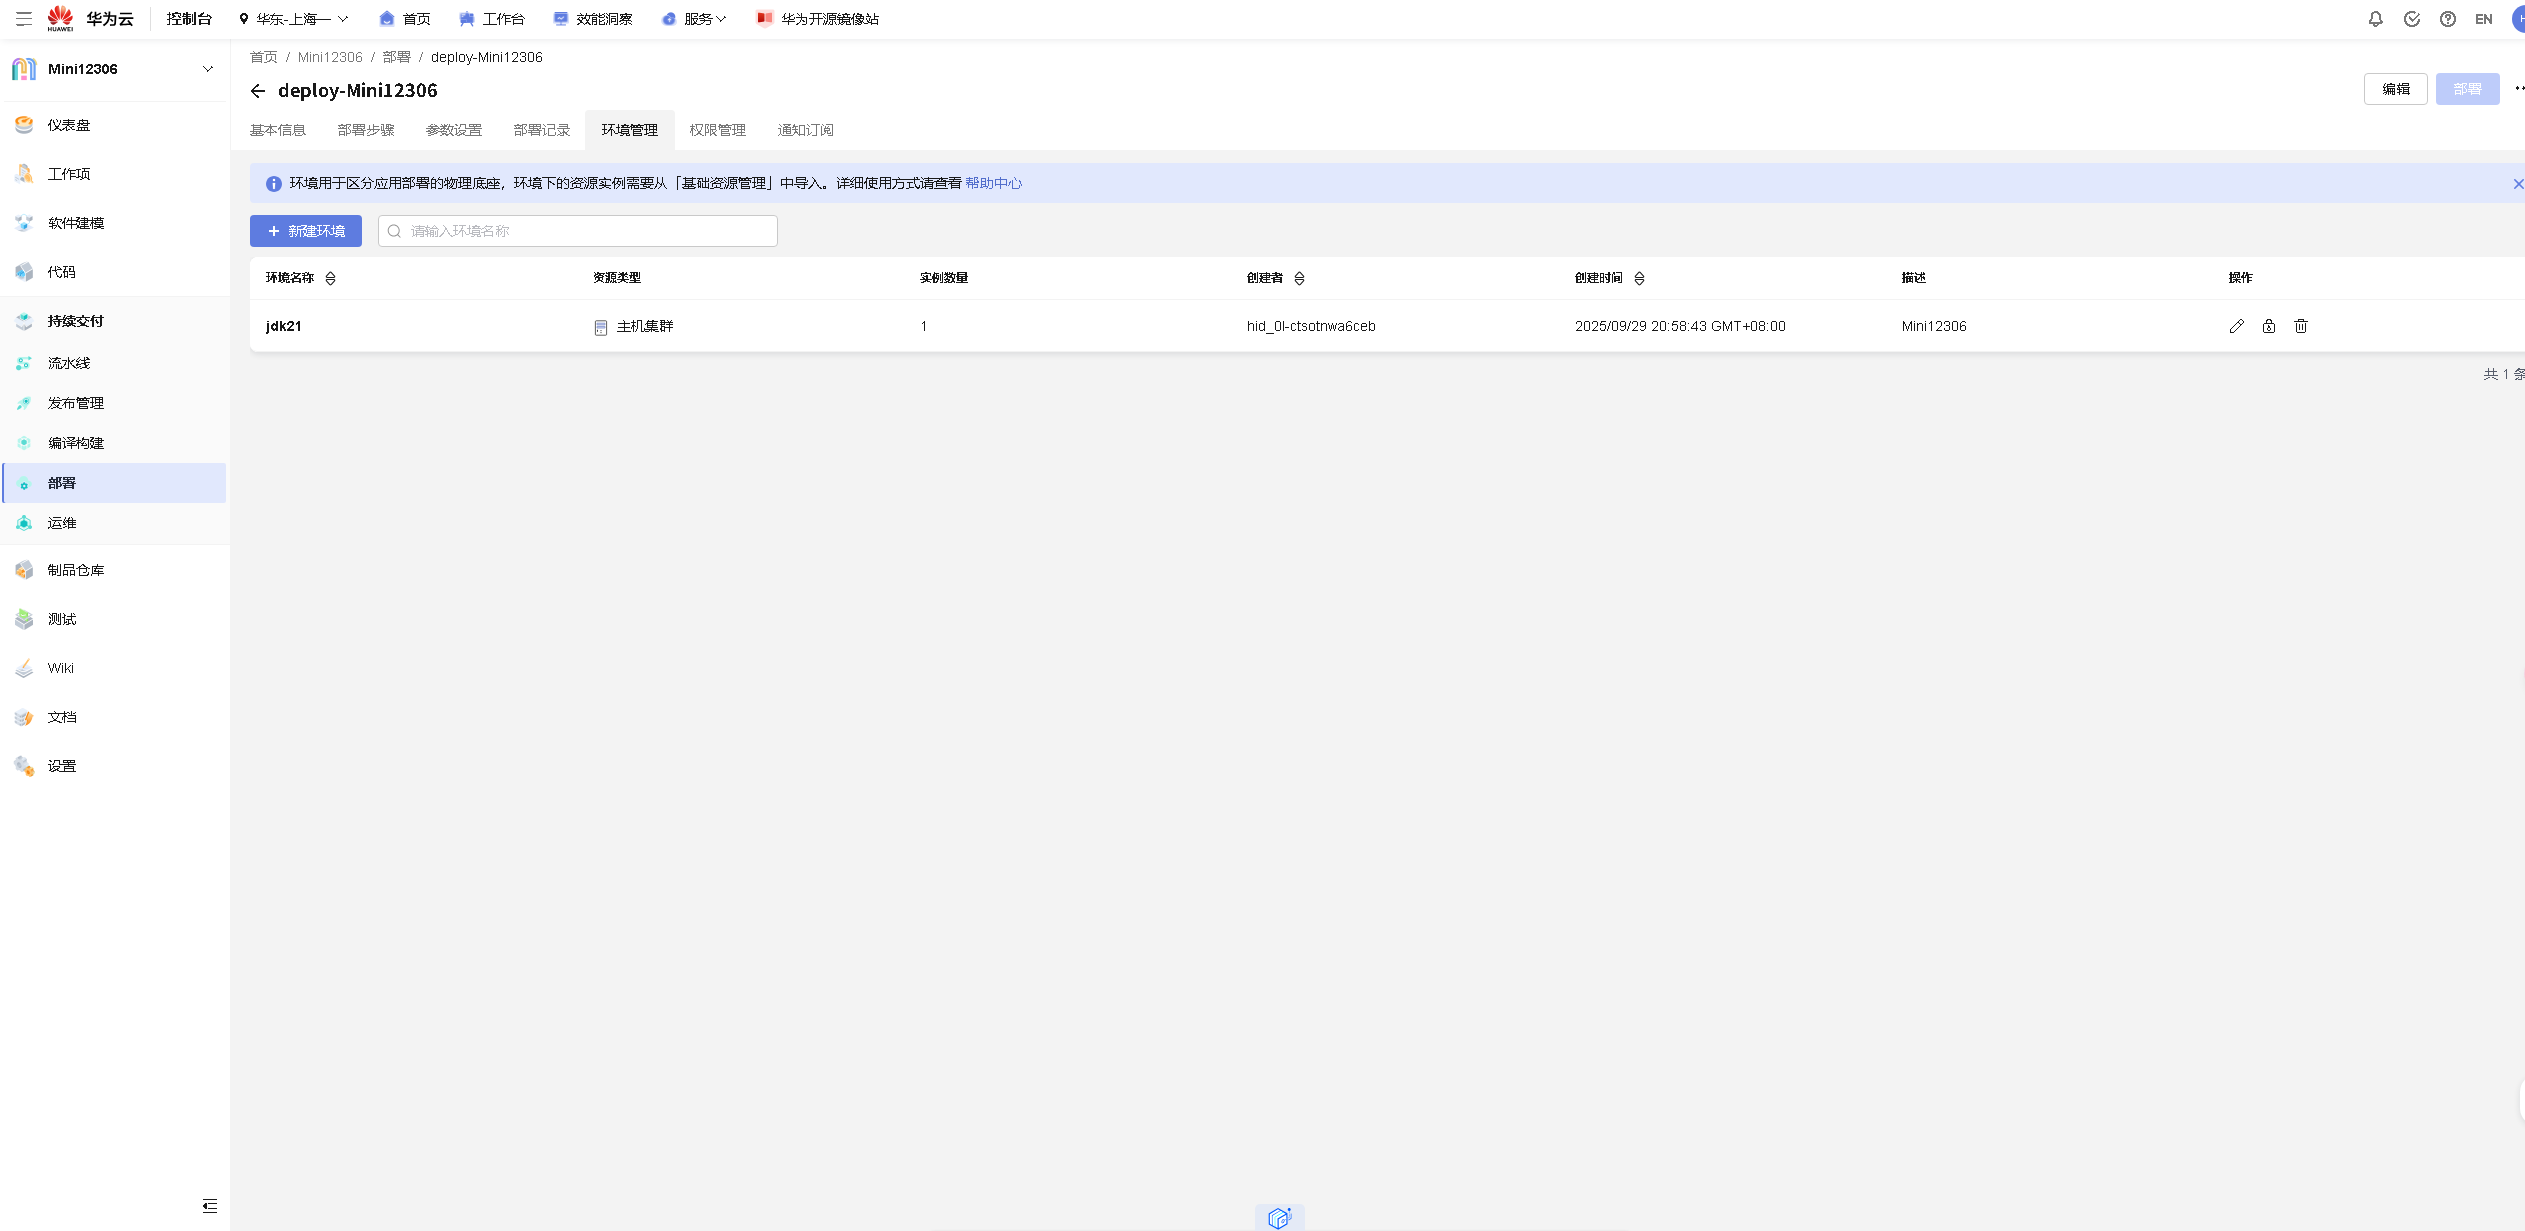 HUAWEI 华为云 控制台 华东-上海一 首页 工作台 效能洞察 服务 华为开源镜像站 EN
Mini12306
仪表盘
工作项
软件建模
代码
持续交付
流水线
发布管理
编译构建
部署
运维
制品仓库
测试
Wiki
文档
设置
首页 / Mini12306 / 部署 / deploy-Mini12306
deploy-Mini12306
编辑 部署
基本信息 部署步骤 参数设置 部署记录 环境管理 权限管理 通知订阅
环境用于区分应用部署的物理底座，环境下的资源实例需要从「基础资源管理」中导入。详细使用方式请查看 帮助中心
新建环境 请输入环境名称
环境名称 资源类型 实例数量 创建者 创建时间 描述 操作
jdk21 主机集群 1 hid_0l-ctsotnwa6ceb 2025/09/29 20:58:43 GMT+08:00 Mini12306
共 1 条